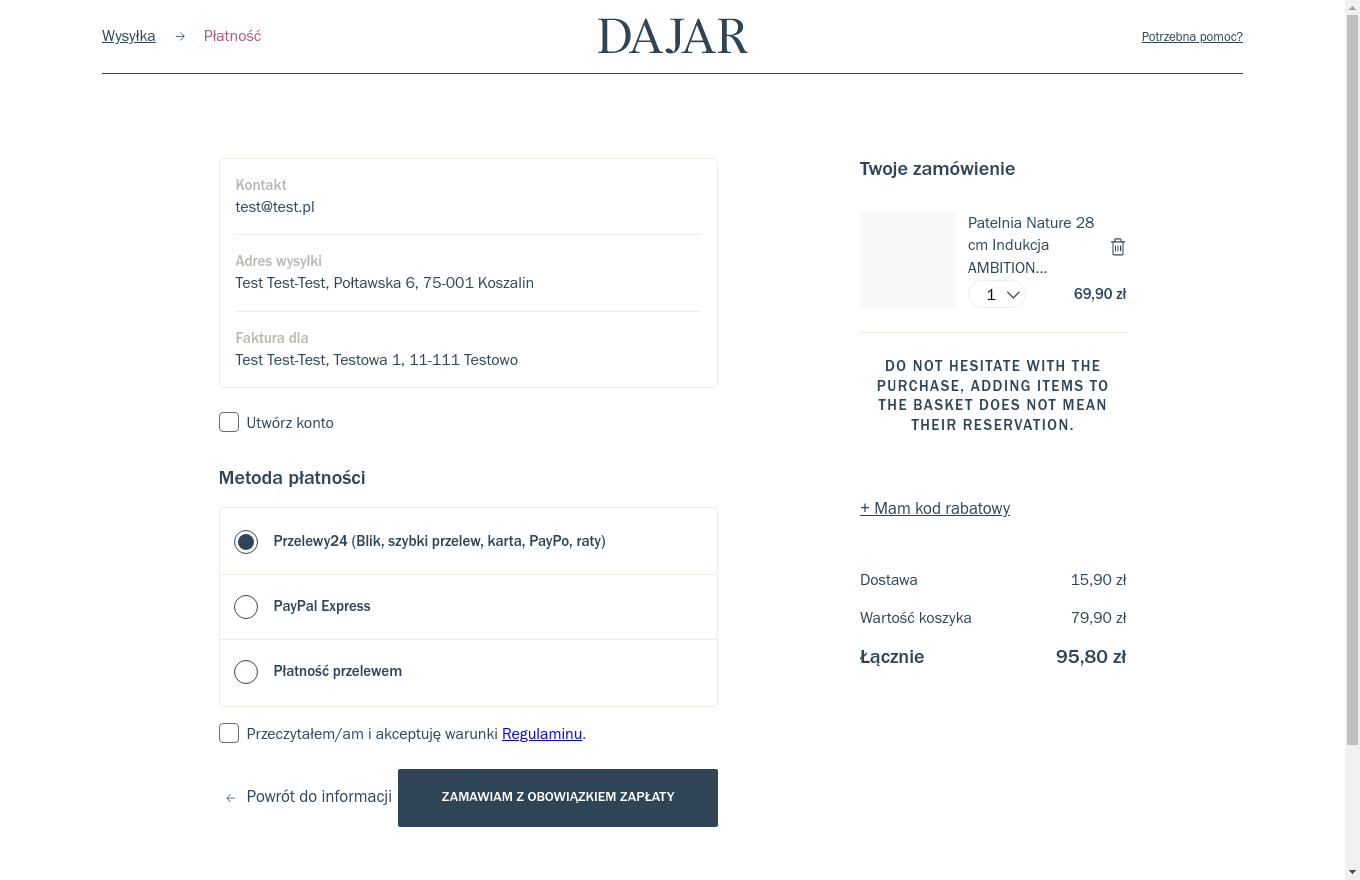 Wysyłka → Płatność
DAJAR
Potrzebna pomoc?
Kontakt
test@test.pl
Adres wysyłki
Test Test-Test, Połtawska 6, 75-001 Koszalin
Faktura dla
Test Test-Test, Testowa 1, 11-111 Testowo
Utwórz konto
Metoda płatności
Przelewy24 (Blik, szybki przelew, karta, PayPo, raty)
PayPal Express
Płatność przelewem
Przeczytałem/am i akceptuję warunki Regulaminu.
← Powrót do informacji
ZAMAWIAM Z OBOWIĄZKIEM ZAPŁATY
Twoje zamówienie
Patelnia Nature 28
cm Indukcja
AMBITION...
1
69,90 zł
DO NOT HESITATE WITH THE
PURCHASE, ADDING ITEMS TO
THE BASKET DOES NOT MEAN
THEIR RESERVATION.
+ Mam kod rabatowy
Dostawa 15,90 zł
Wartość koszyka 79,90 zł
Łącznie 95,80 zł